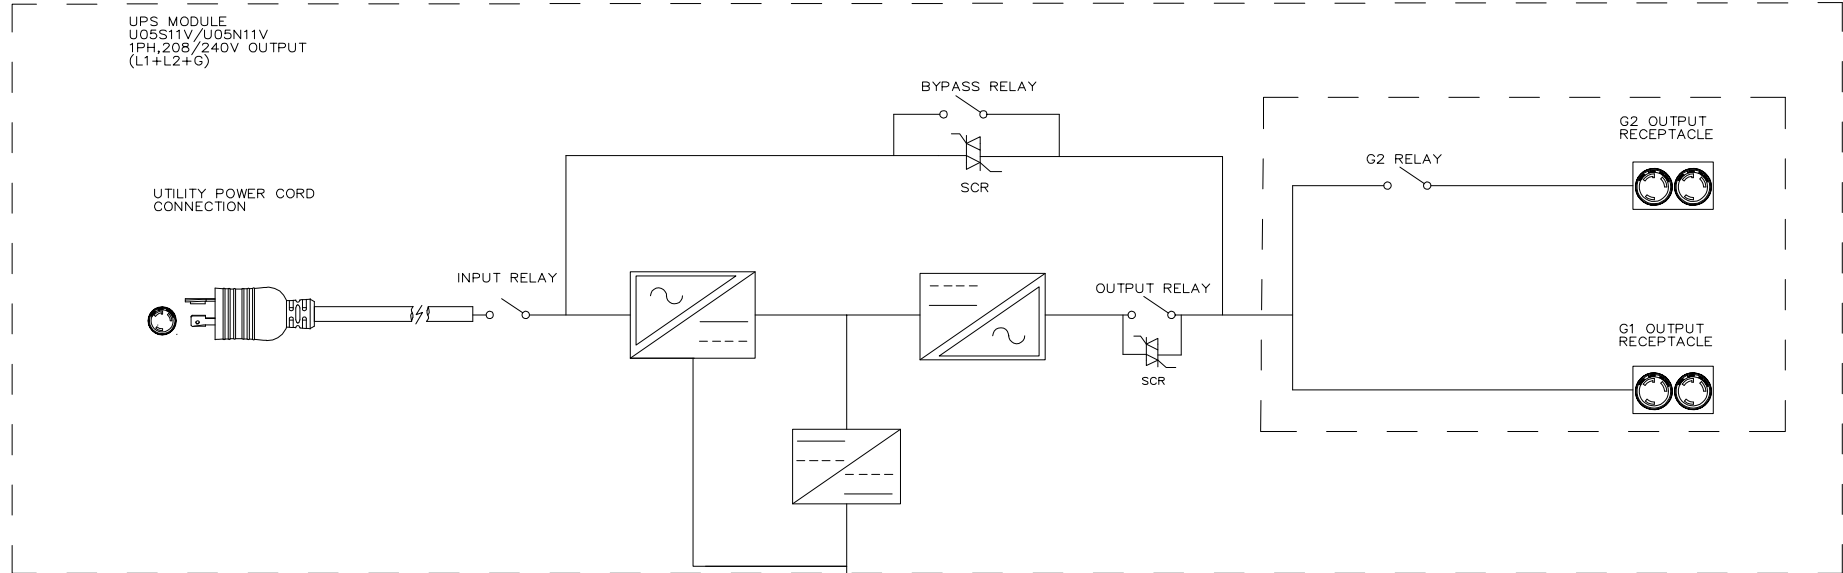 UPS MODULE
U05S11V/U05N11V
1PH,208/240V OUTPUT
(L1+L2+G)
BYPASS RELAY
SCR
G2 OUTPUT
RECEPTACLE
G2 RELAY
UTILITY POWER CORD
CONNECTION
INPUT RELAY
OUTPUT RELAY
SCR
G1 OUTPUT
RECEPTACLE